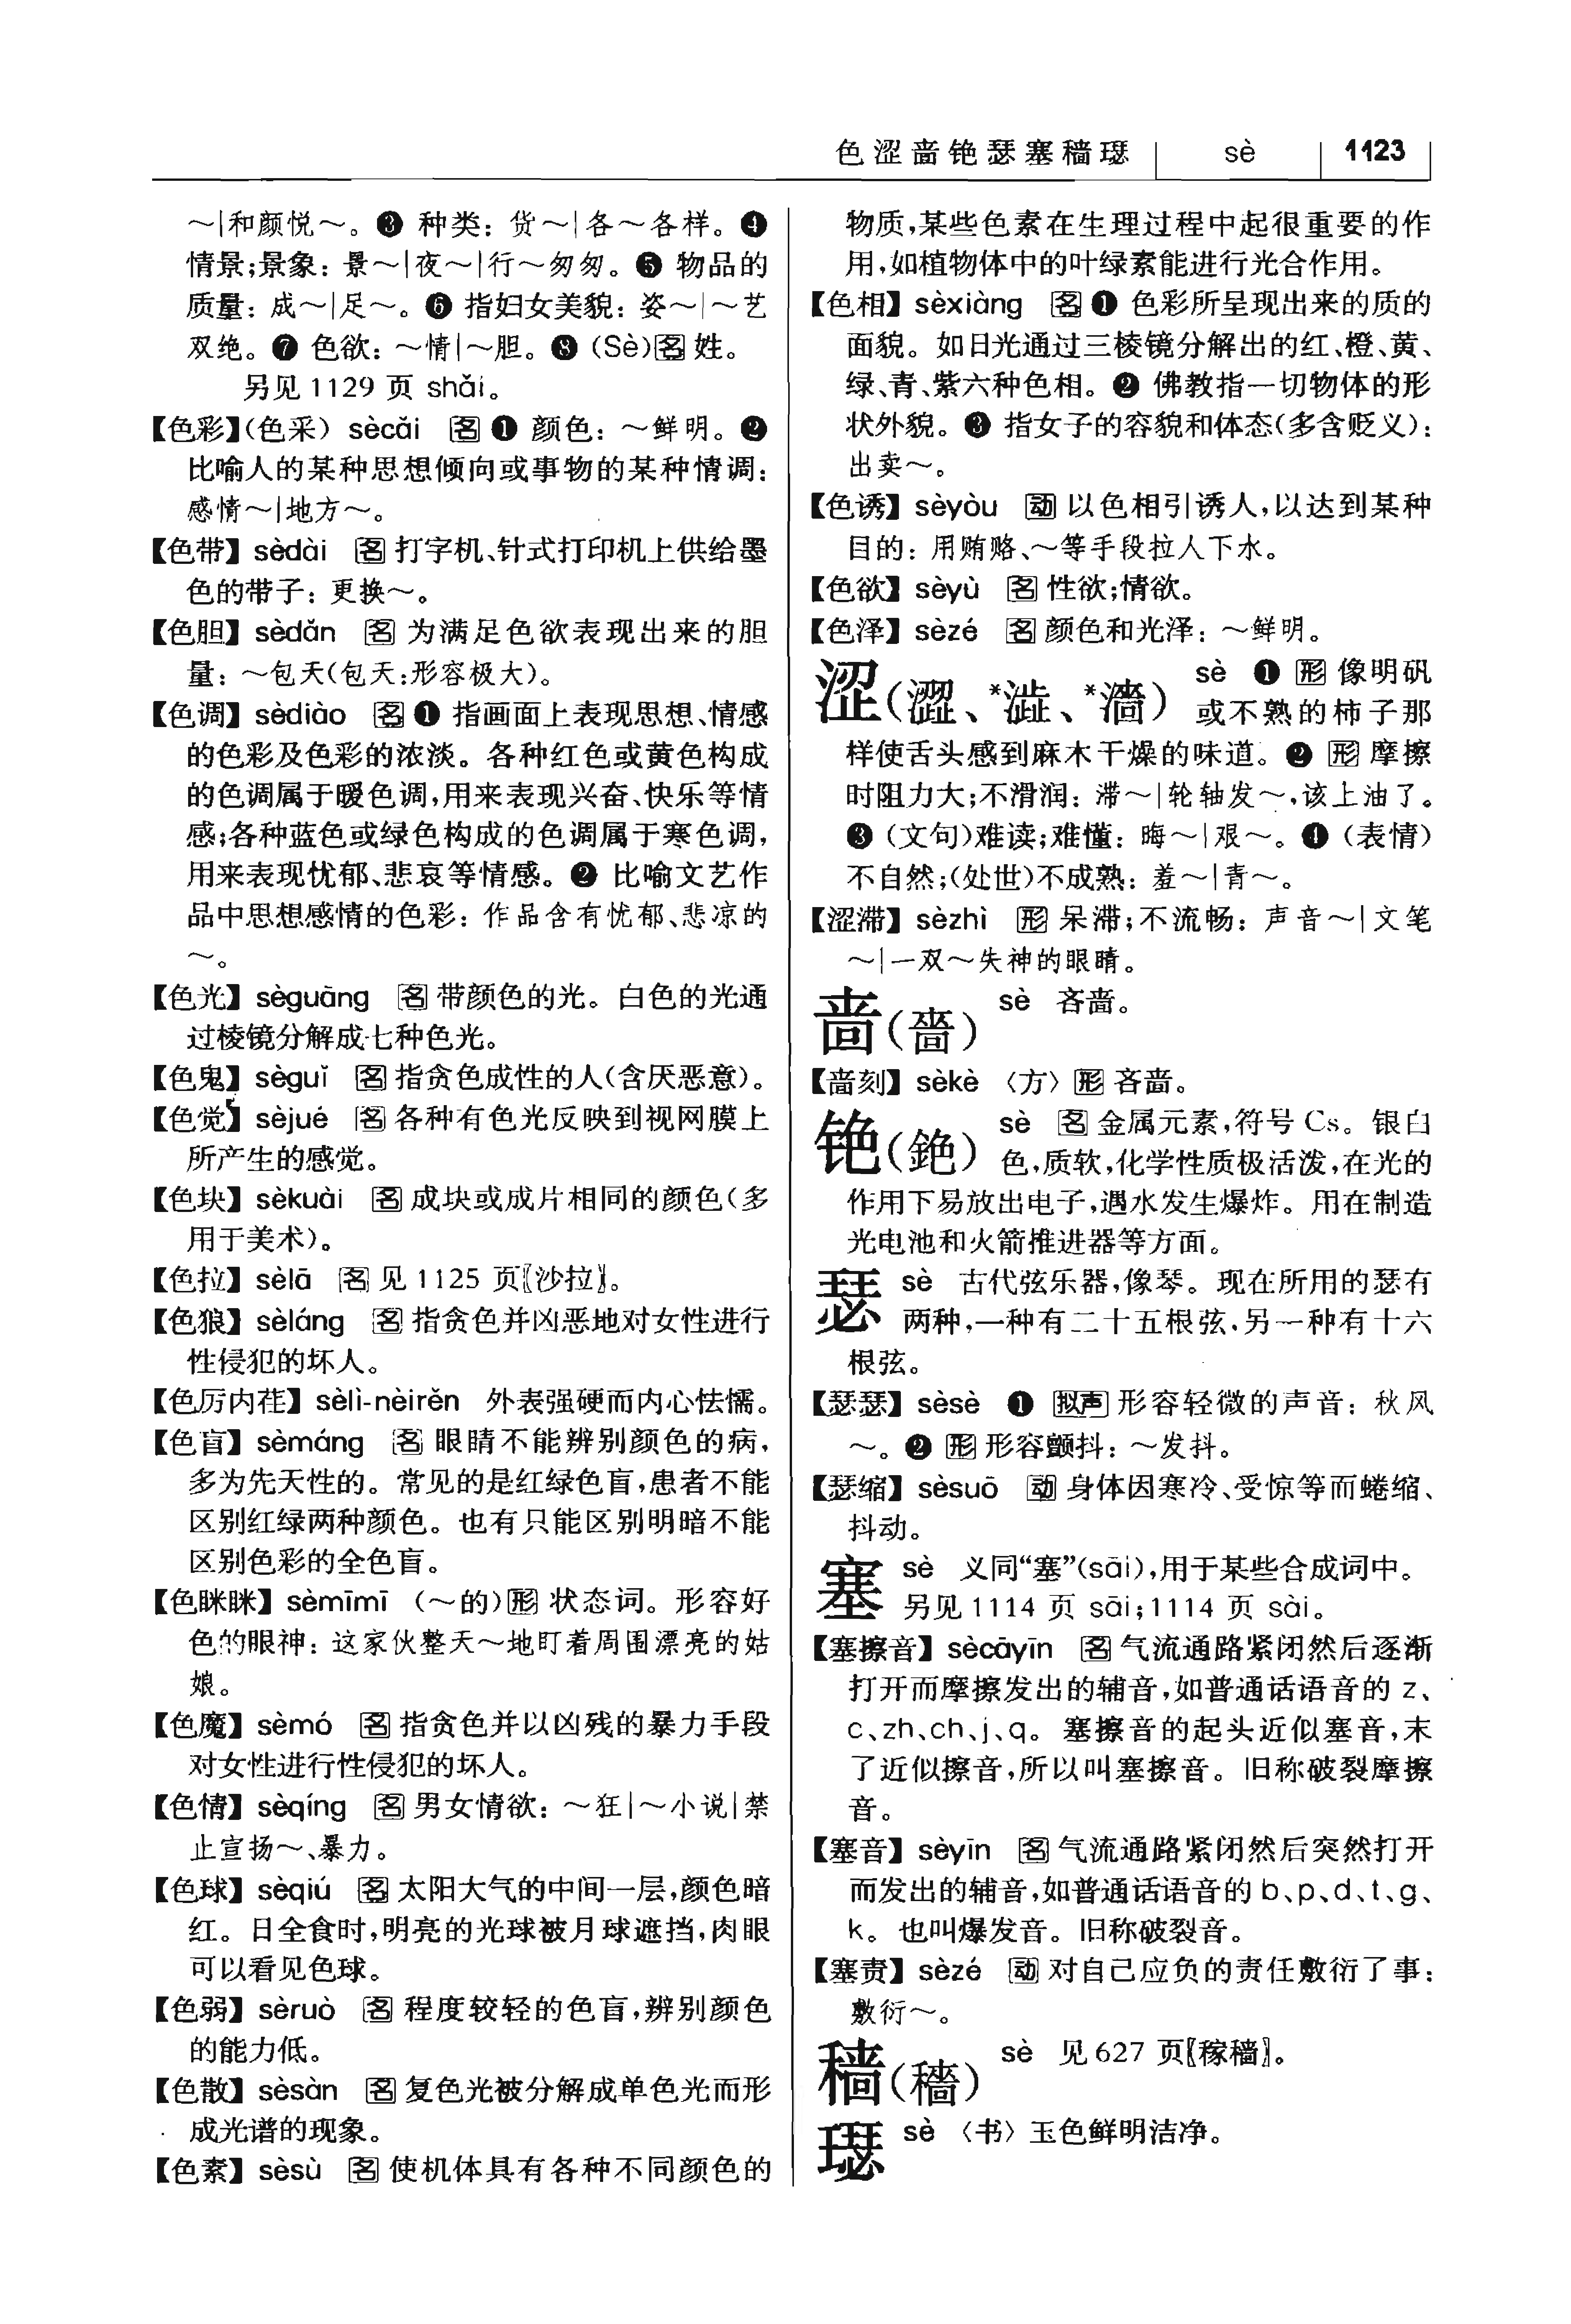 色涩啬铯瑟塞穑璱 sè 1123
～|和颜悦～。❸ 种类：货～|各～各样。❹
情景;景象：景～|夜～|行～匆匆。❺ 物品的
质量：成～|足～。❻ 指妇女美貌：姿～|～艺
双绝。❼ 色欲：～情|～胆。❽ (Sè)名 姓。
另见 1129 页 shǎi。
【色彩】(色采) sècǎi 名 ❶ 颜色：～鲜明。❷
比喻人的某种思想倾向或事物的某种情调：
感情～|地方～。
【色带】 sèdài 名 打字机、针式打印机上供给墨
色的带子：更换～。
【色胆】 sèdǎn 名 为满足色欲表现出来的胆
量：～包天(包天:形容极大)。
【色调】 sèdiào 名 ❶ 指画面上表现思想、情感
的色彩及色彩的浓淡。各种红色或黄色构成
的色调属于暖色调,用来表现兴奋、快乐等情
感;各种蓝色或绿色构成的色调属于寒色调,
用来表现忧郁、悲哀等情感。❷ 比喻文艺作
品中思想感情的色彩：作品含有忧郁、悲凉的
～。
【色光】 sèguāng 名 带颜色的光。白色的光通
过棱镜分解成七种色光。
【色鬼】 sèguǐ 名 指贪色成性的人(含厌恶意)。
【色觉】 sèjué 名 各种有色光反映到视网膜上
所产生的感觉。
【色块】 sèkuài 名 成块或成片相同的颜色(多
用于美术)。
【色拉】 sèlā 名 见 1125 页〖沙拉〗。
【色狼】 sèláng 名 指贪色并凶恶地对女性进行
性侵犯的坏人。
【色厉内荏】 sèlì-nèirěn 外表强硬而内心怯懦。
【色盲】 sèmáng 名 眼睛不能辨别颜色的病,
多为先天性的。常见的是红绿色盲,患者不能
区别红绿两种颜色。也有只能区别明暗不能
区别色彩的全色盲。
【色眯眯】 sèmīmī (～的)形 状态词。形容好
色的眼神：这家伙整天～地盯着周围漂亮的姑
娘。
【色魔】 sèmó 名 指贪色并以凶残的暴力手段
对女性进行性侵犯的坏人。
【色情】 sèqíng 名 男女情欲：～狂|～小说|禁
止宣扬～、暴力。
【色球】 sèqiú 名 太阳大气的中间一层,颜色暗
红。日全食时,明亮的光球被月球遮挡,肉眼
可以看见色球。
【色弱】 sèruò 名 程度较轻的色盲,辨别颜色
的能力低。
【色散】 sèsàn 名 复色光被分解成单色光而形
成光谱的现象。
【色素】 sèsù 名 使机体具有各种不同颜色的
物质,某些色素在生理过程中起很重要的作
用,如植物体中的叶绿素能进行光合作用。
【色相】 sèxiàng 名 ❶ 色彩所呈现出来的质的
面貌。如日光通过三棱镜分解出的红、橙、黄、
绿、青、紫六种色相。❷ 佛教指一切物体的形
状外貌。❸ 指女子的容貌和体态(多含贬义)：
出卖～。
【色诱】 sèyòu 动 以色相引诱人,以达到某种
目的：用贿赂、～等手段拉人下水。
【色欲】 sèyù 名 性欲;情欲。
【色泽】 sèzé 名 颜色和光泽：～鲜明。
涩(澀、*澁、*濇) sè ❶ 形 像明矾
或不熟的柿子那
样使舌头感到麻木干燥的味道。❷ 形 摩擦
时阻力大;不滑润：滞～|轮轴发～,该上油了。
❸ (文句)难读;难懂：晦～|艰～。❹ (表情)
不自然;(处世)不成熟：羞～|青～。
【涩滞】 sèzhì 形 呆滞;不流畅：声音～|文笔
～|一双～失神的眼睛。
啬(嗇) sè 吝啬。
【啬刻】 sèkè 〈方〉形 吝啬。
铯(銫) sè 名 金属元素,符号 Cs。银白
色,质软,化学性质极活泼,在光的
作用下易放出电子,遇水发生爆炸。用在制造
光电池和火箭推进器等方面。
瑟 sè 古代弦乐器,像琴。现在所用的瑟有
两种,一种有二十五根弦,另一种有十六
根弦。
【瑟瑟】 sèsè ❶ 拟声 形容轻微的声音：秋风
～。❷ 形 形容颤抖：～发抖。
【瑟缩】 sèsuō 动 身体因寒冷、受惊等而蜷缩、
抖动。
塞 sè 义同“塞”(sāi),用于某些合成词中。
另见 1114 页 sāi;1114 页 sài。
【塞擦音】 sècāyīn 名 气流通路紧闭然后逐渐
打开而摩擦发出的辅音,如普通话语音的 z、
c、zh、ch、j、q。塞擦音的起头近似塞音,末
了近似擦音,所以叫塞擦音。旧称破裂摩擦
音。
【塞音】 sèyīn 名 气流通路紧闭然后突然打开
而发出的辅音,如普通话语音的 b、p、d、t、g、
k。也叫爆发音。旧称破裂音。
【塞责】 sèzé 动 对自己应负的责任敷衍了事：
敷衍～。
穑(穡) sè 见 627 页〖稼穑〗。
璱 sè 〈书〉玉色鲜明洁净。